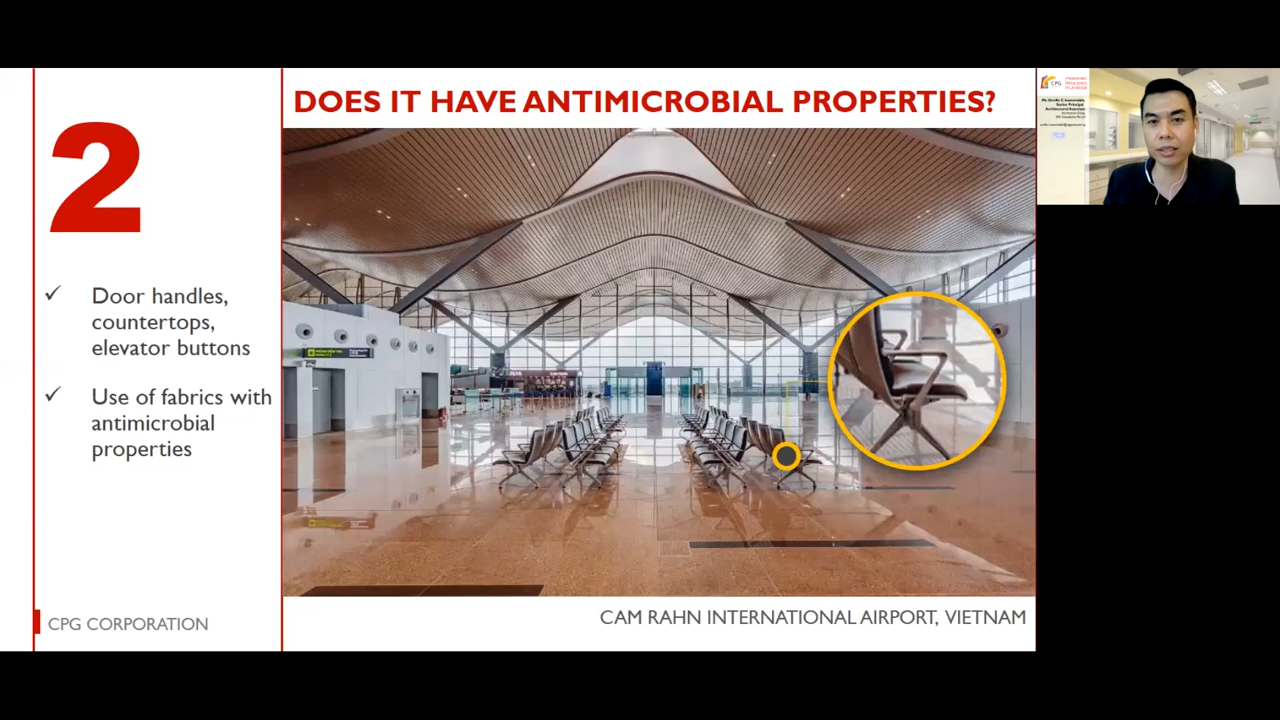 DOES IT HAVE ANTIMICROBIAL PROPERTIES?
2
✓ Door handles,
countertops,
elevator buttons
✓ Use of fabrics with
antimicrobial
properties
CPG CORPORATION
CAM RAHN INTERNATIONAL AIRPORT, VIETNAM
CPG